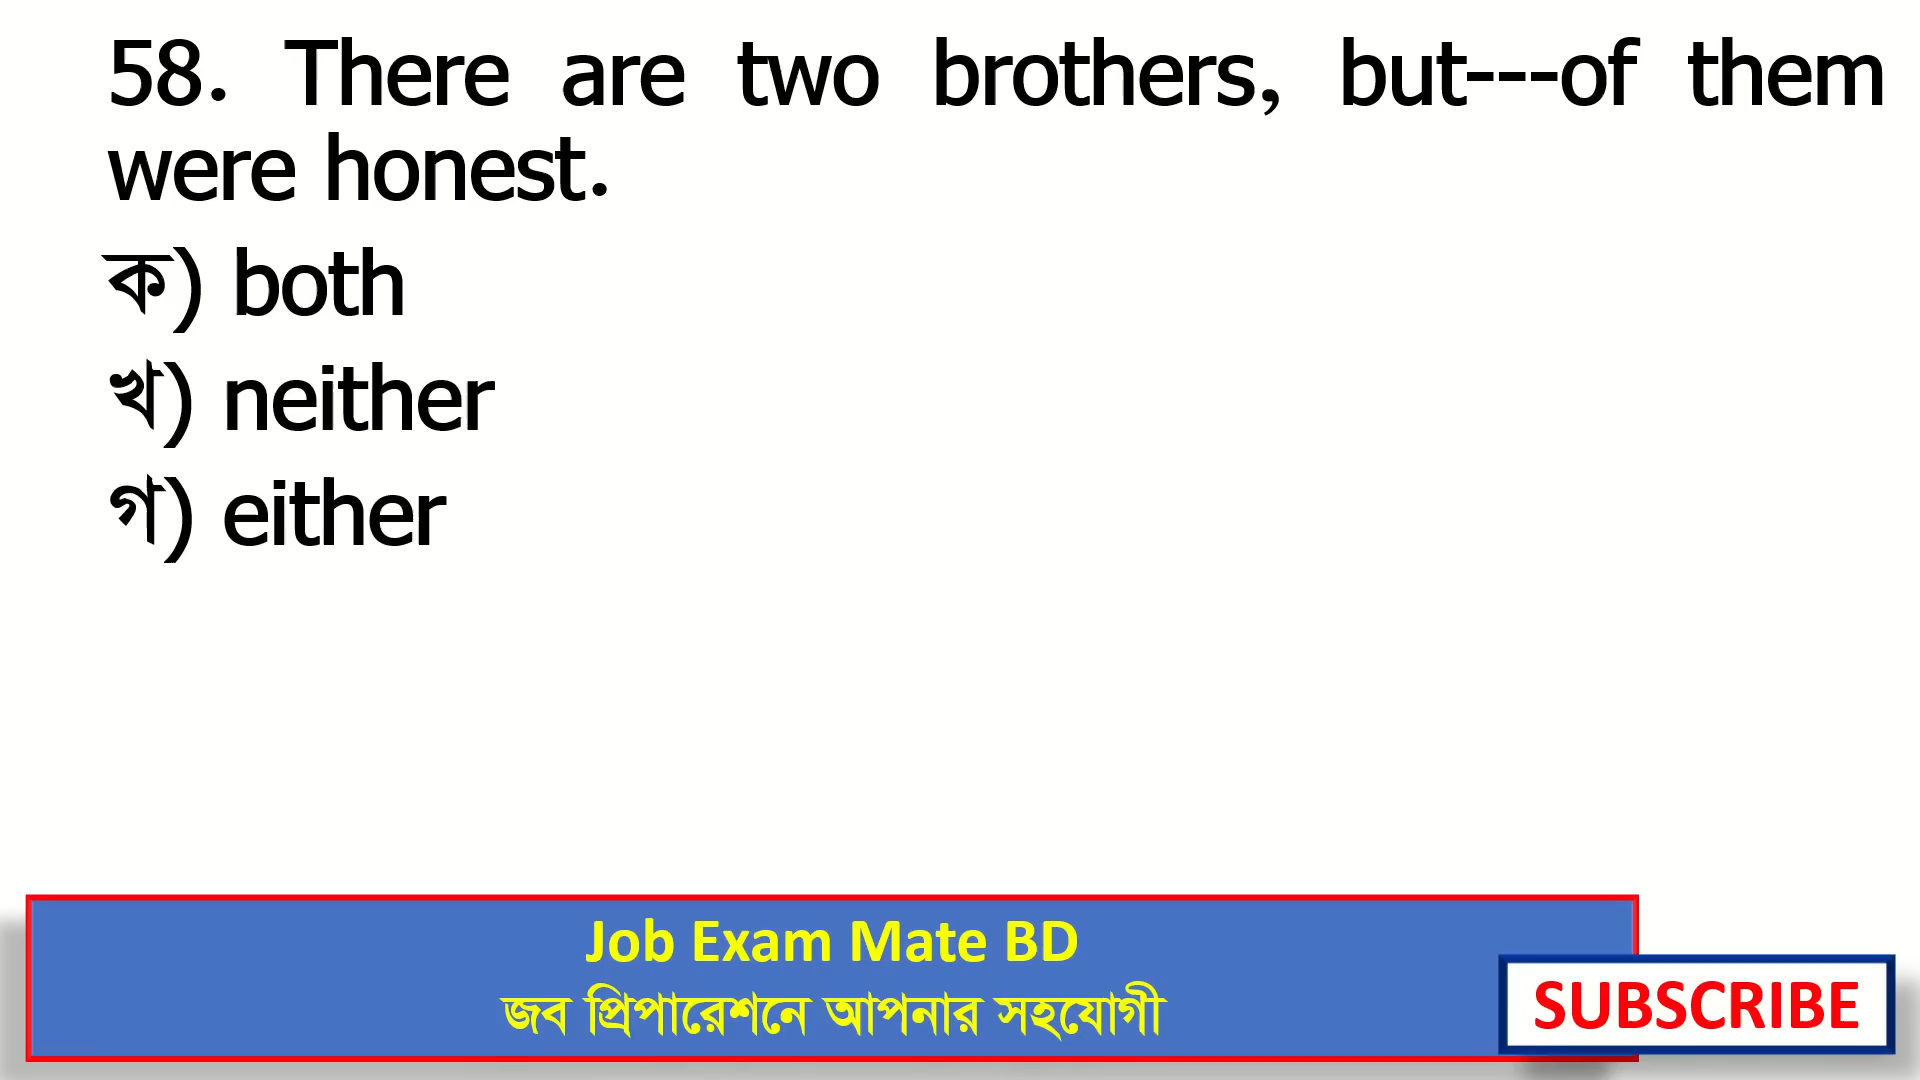 58. There are two brothers, but---of them
were honest.
ক) both
খ) neither
গ) either
Job Exam Mate BD
জব প্রিপারেশনে আপনার সহযোগী
SUBSCRIBE